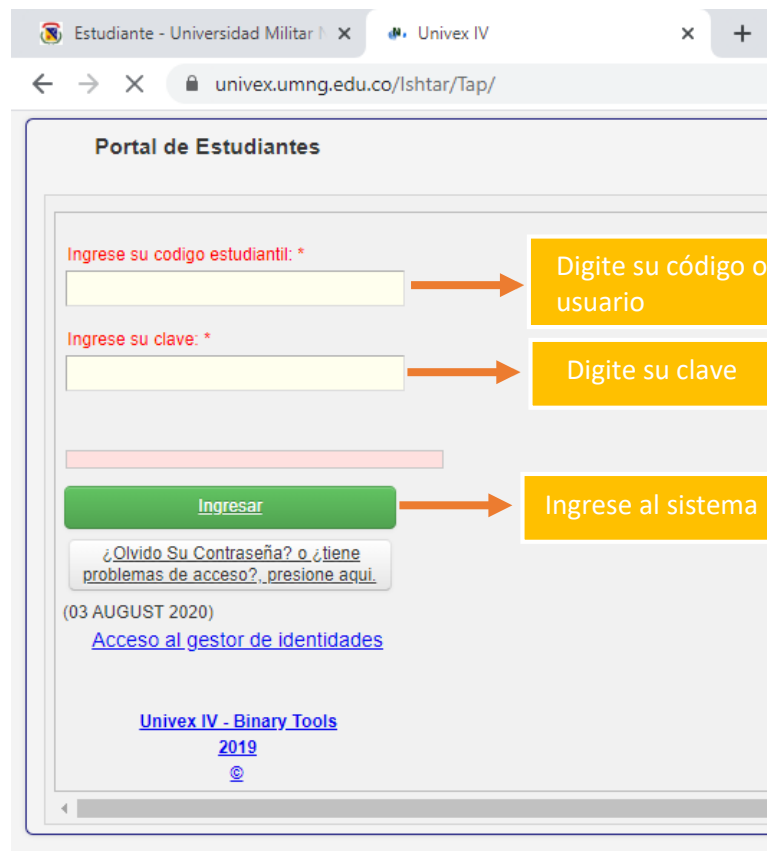 Estudiante - Universidad Militar N
Univex IV
univex.umng.edu.co/Ishtar/Tap/
Portal de Estudiantes
Ingrese su codigo estudiantil: *
Digite su código o
usuario
Ingrese su clave: *
Digite su clave
Ingresar
Ingrese al sistema
¿Olvido Su Contraseña? o ¿tiene
problemas de acceso?, presione aqui.
(03 AUGUST 2020)
Acceso al gestor de identidades
Univex IV - Binary Tools
2019
©